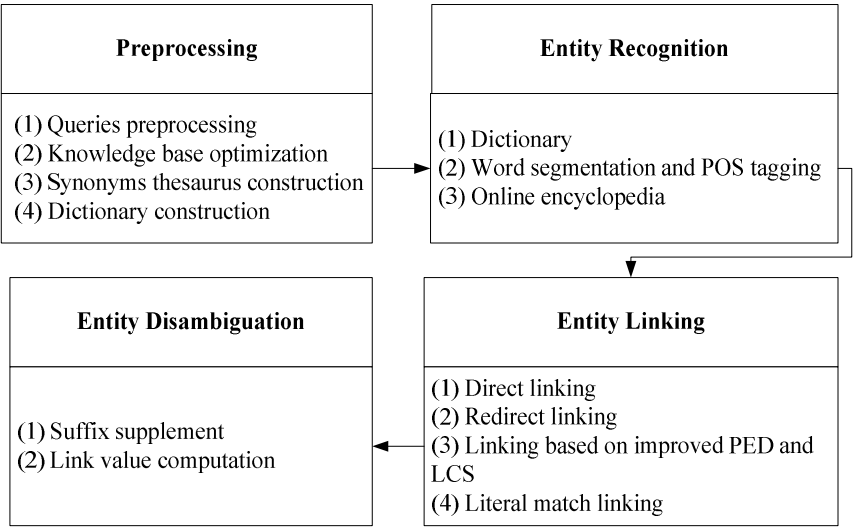 Preprocessing
(1) Queries preprocessing
(2) Knowledge base optimization
(3) Synonyms thesaurus construction
(4) Dictionary construction
Entity Recognition
(1) Dictionary
(2) Word segmentation and POS tagging
(3) Online encyclopedia
Entity Linking
(1) Direct linking
(2) Redirect linking
(3) Linking based on improved PED and
LCS
(4) Literal match linking
Entity Disambiguation
(1) Suffix supplement
(2) Link value computation